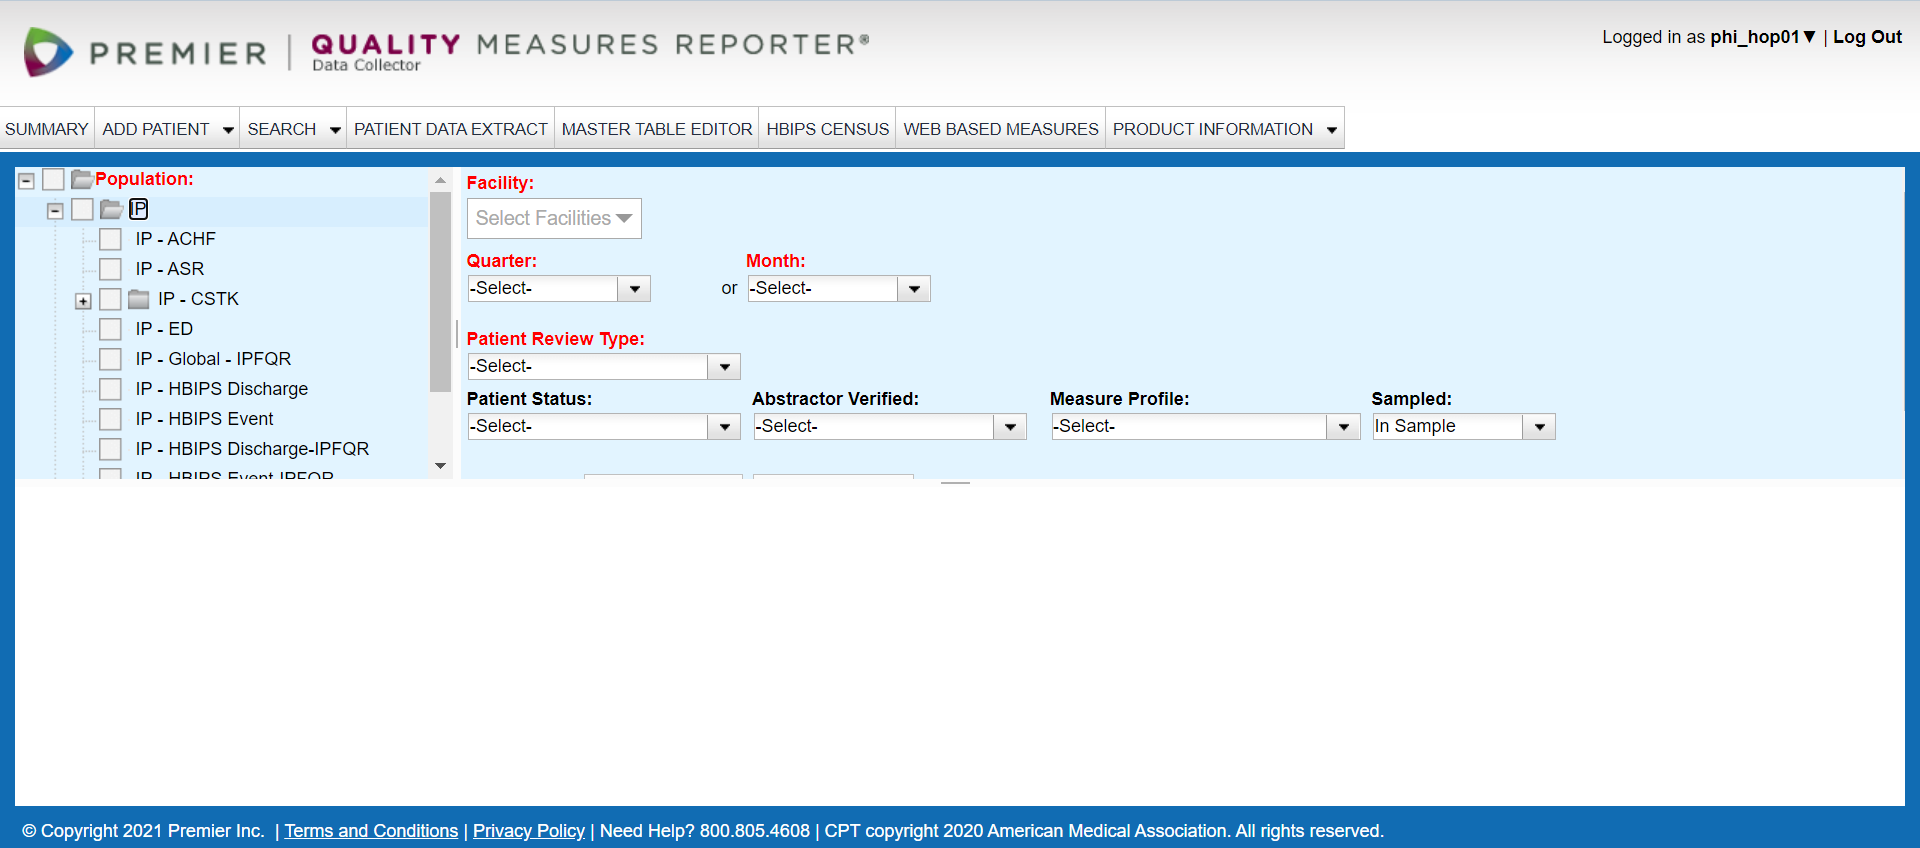 PREMIER | QUALITY MEASURES REPORTER®
Data Collector
Logged in as phi_hop01▼ | Log Out
SUMMARY ADD PATIENT SEARCH PATIENT DATA EXTRACT MASTER TABLE EDITOR HBIPS CENSUS WEB BASED MEASURES PRODUCT INFORMATION
Population:
IP
IP - ACHF
IP - ASR
IP - CSTK
IP - ED
IP - Global - IPFQR
IP - HBIPS Discharge
IP - HBIPS Event
IP - HBIPS Discharge-IPFQR
IP - HBIPS Event-IPFQR
Facility:
Select Facilities
Quarter: Month:
-Select- or -Select-
Patient Review Type:
-Select-
Patient Status: Abstractor Verified: Measure Profile: Sampled:
-Select- -Select- -Select- In Sample
© Copyright 2021 Premier Inc. | Terms and Conditions | Privacy Policy | Need Help? 800.805.4608 | CPT copyright 2020 American Medical Association. All rights reserved.